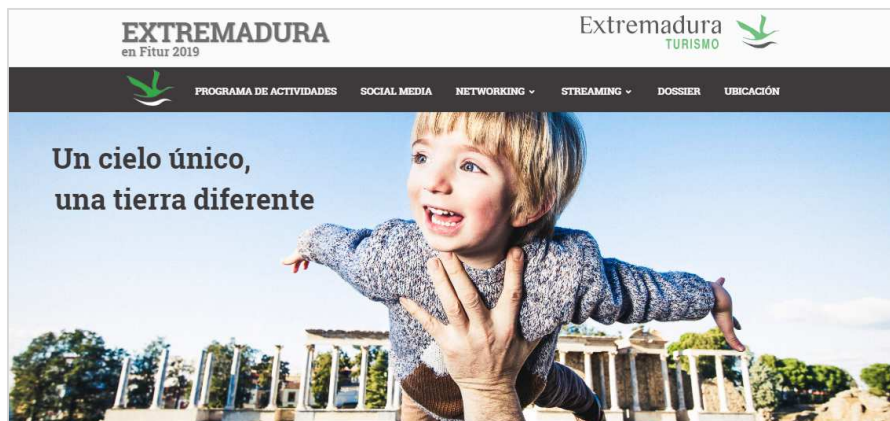 EXTREMADURA
en Fitur 2019
Extremadura
TURISMO
PROGRAMA DE ACTIVIDADES SOCIAL MEDIA NETWORKING STREAMING DOSSIER UBICACIÓN
Un cielo único,
una tierra diferente